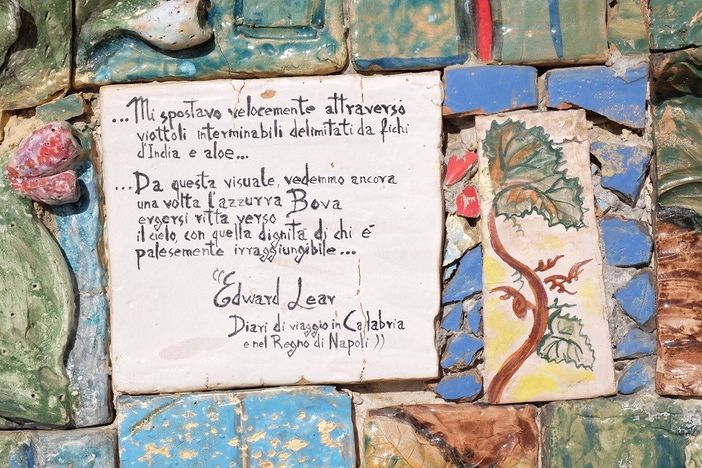 ...Mi spostavo velocemente attraverso
viottoli interminabili delimitati da fichi
d'India e aloe...
...Da questa visuale, vedemmo ancora
una volta l'azzurra Bova
ergersi ritta verso
il cielo, con quella dignità di chi é
palesemente irraggiungibile...
"Edward Lear
Diari di viaggio in Calabria
e nel Regno di Napoli ))